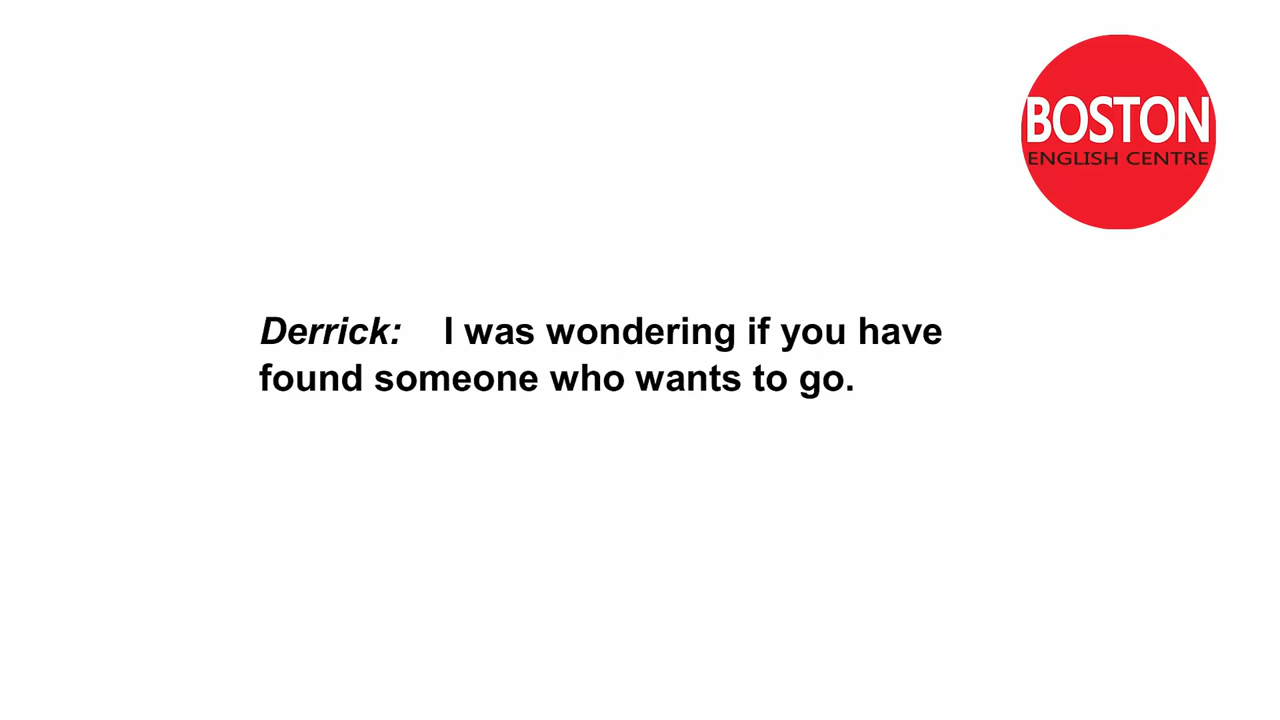 BOSTON
ENGLISH CENTRE
Derrick: I was wondering if you have
found someone who wants to go.